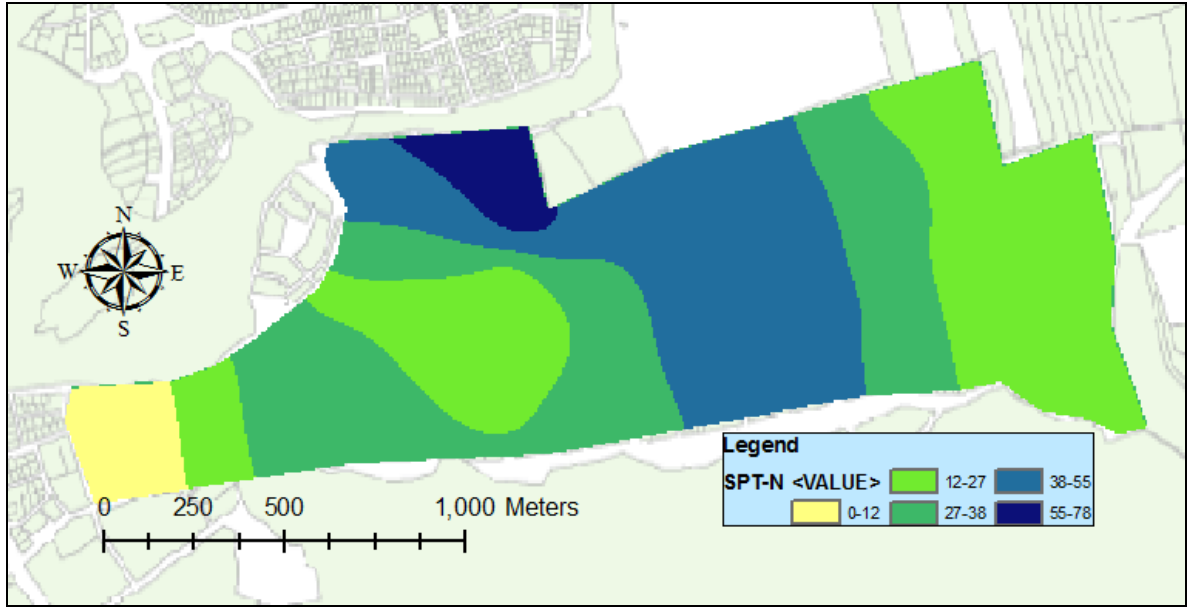 N
W E
S
0 250 500 1,000 Meters
Legend
SPT-N <VALUE> 12-27 38-55
0-12 27-38 55-78